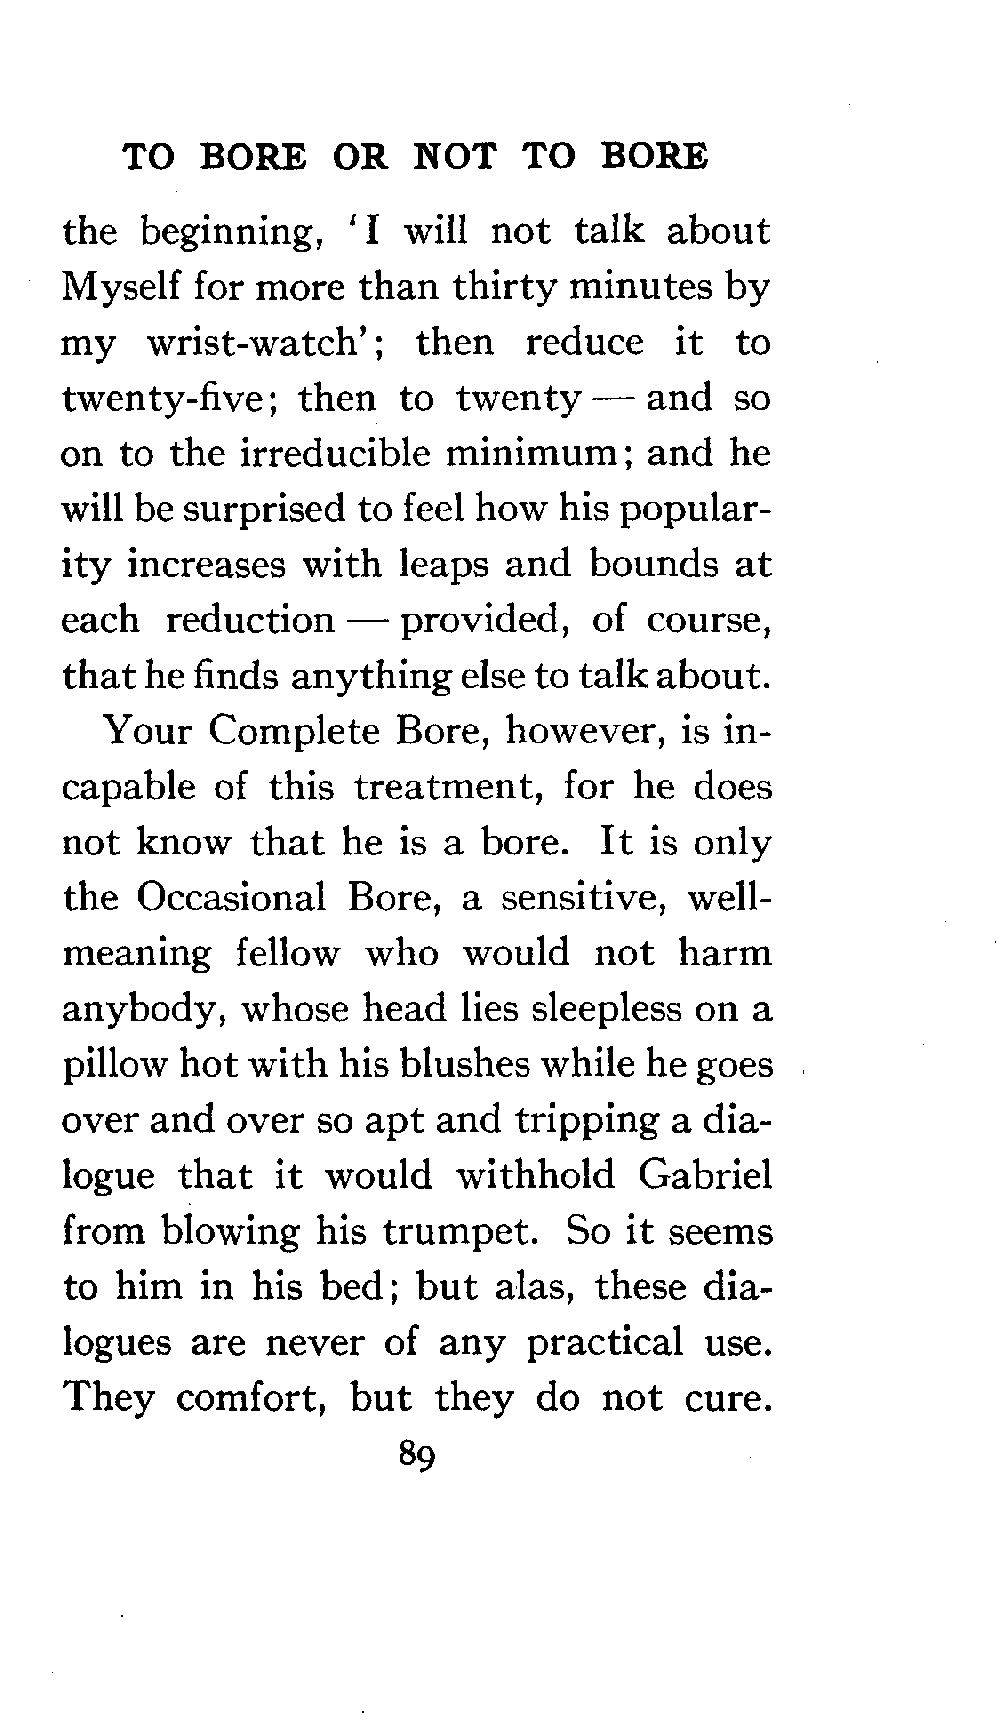 TO BORE OR NOT TO BORE
the beginning, 'I will not talk about
Myself for more than thirty minutes by
my wrist-watch'; then reduce it to
twenty-five; then to twenty — and so
on to the irreducible minimum; and he
will be surprised to feel how his popular-
ity increases with leaps and bounds at
each reduction — provided, of course,
that he finds anything else to talk about.
Your Complete Bore, however, is in-
capable of this treatment, for he does
not know that he is a bore. It is only
the Occasional Bore, a sensitive, well-
meaning fellow who would not harm
anybody, whose head lies sleepless on a
pillow hot with his blushes while he goes
over and over so apt and tripping a dia-
logue that it would withhold Gabriel
from blowing his trumpet. So it seems
to him in his bed; but alas, these dia-
logues are never of any practical use.
They comfort, but they do not cure.
89